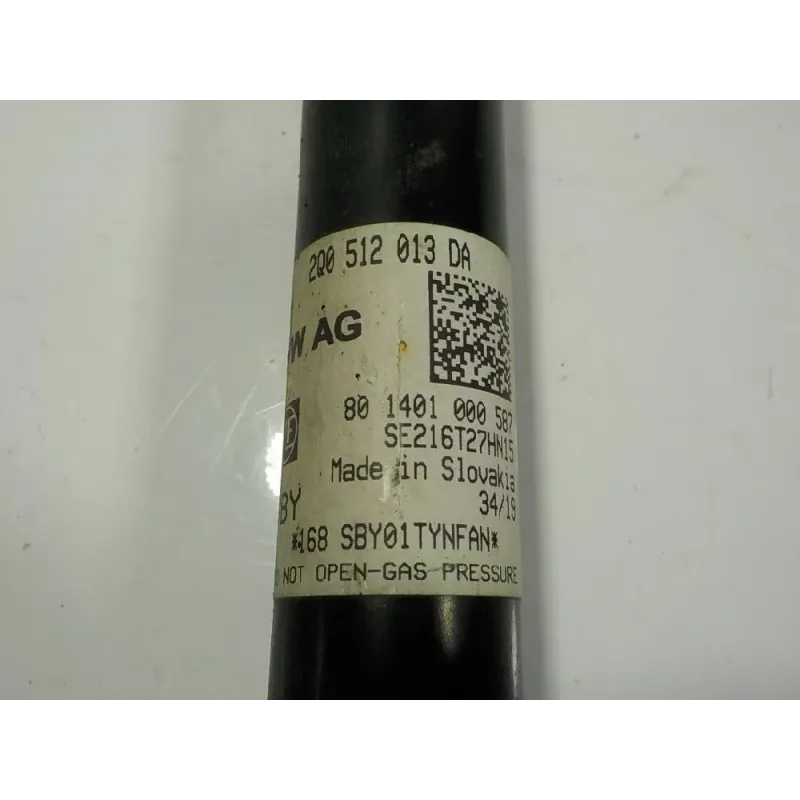 2Q0 512 013 DA
VW AG
80 1401 000 587
SE216T27HN15
Made in Slovakia
34/19
BY
*168 SBY01TYNFAN*
NOT OPEN-GAS PRESSURE